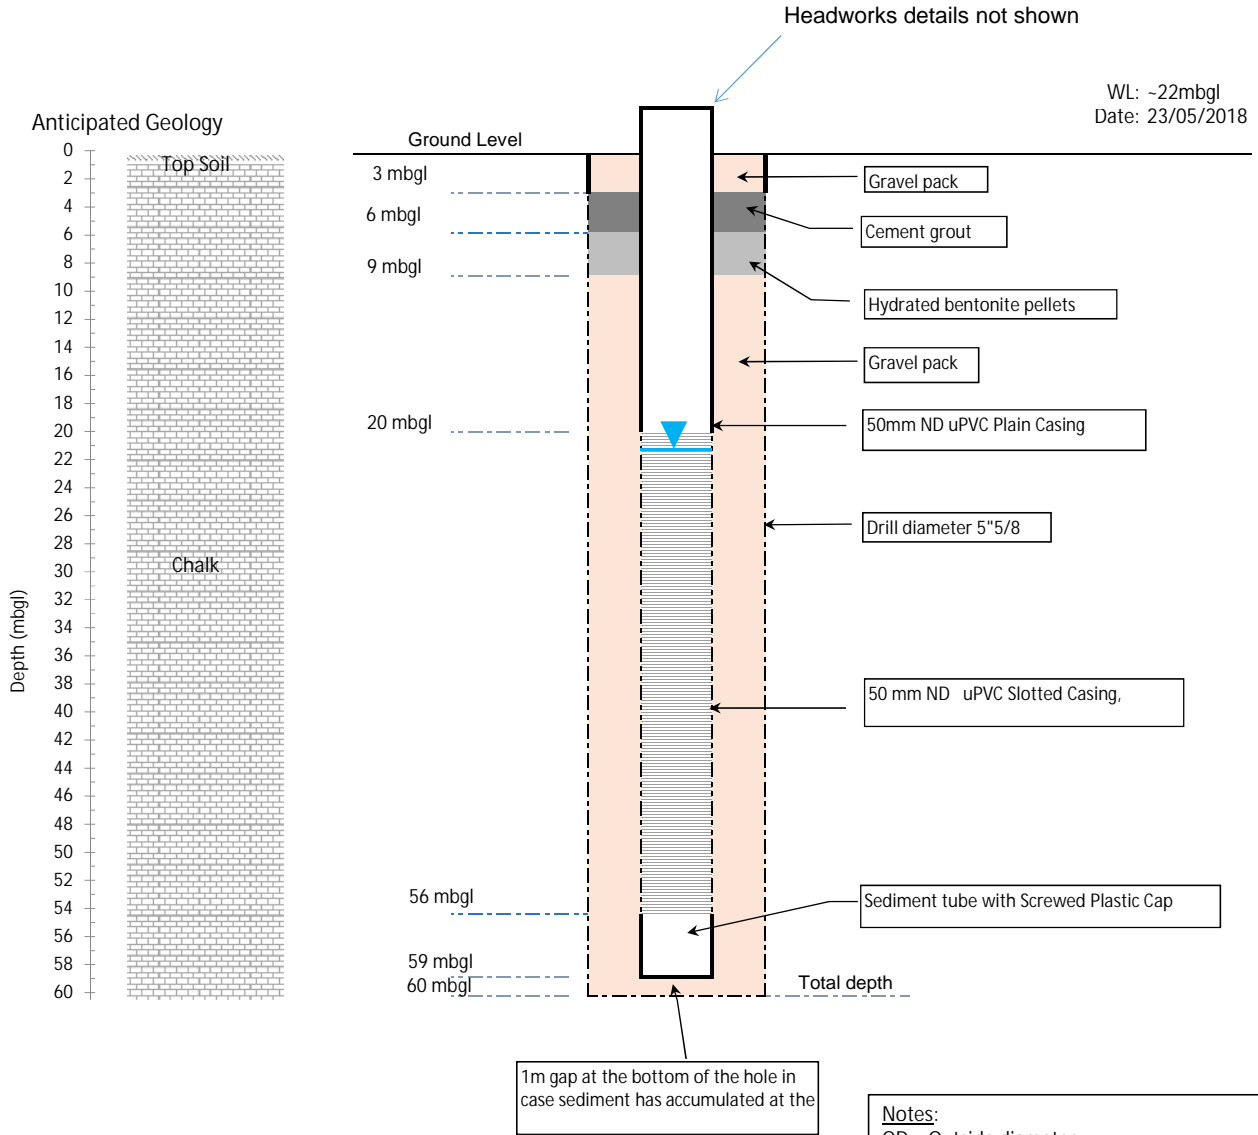 Headworks details not shown
WL: ~22mbgl
Date: 23/05/2018
Anticipated Geology
Ground Level
0
2
4
6
8
10
12
14
16
18
20
22
24
26
28
30
32
34
36
38
40
42
44
46
48
50
52
54
56
58
60
Depth (mbgl)
Top Soil
Chalk
3 mbgl
6 mbgl
9 mbgl
20 mbgl
56 mbgl
59 mbgl
60 mbgl
Gravel pack
Cement grout
Hydrated bentonite pellets
Gravel pack
50mm ND uPVC Plain Casing
Drill diameter 5"5/8
50 mm ND uPVC Slotted Casing,
Sediment tube with Screwed Plastic Cap
Total depth
1m gap at the bottom of the hole in
case sediment has accumulated at the
Notes: